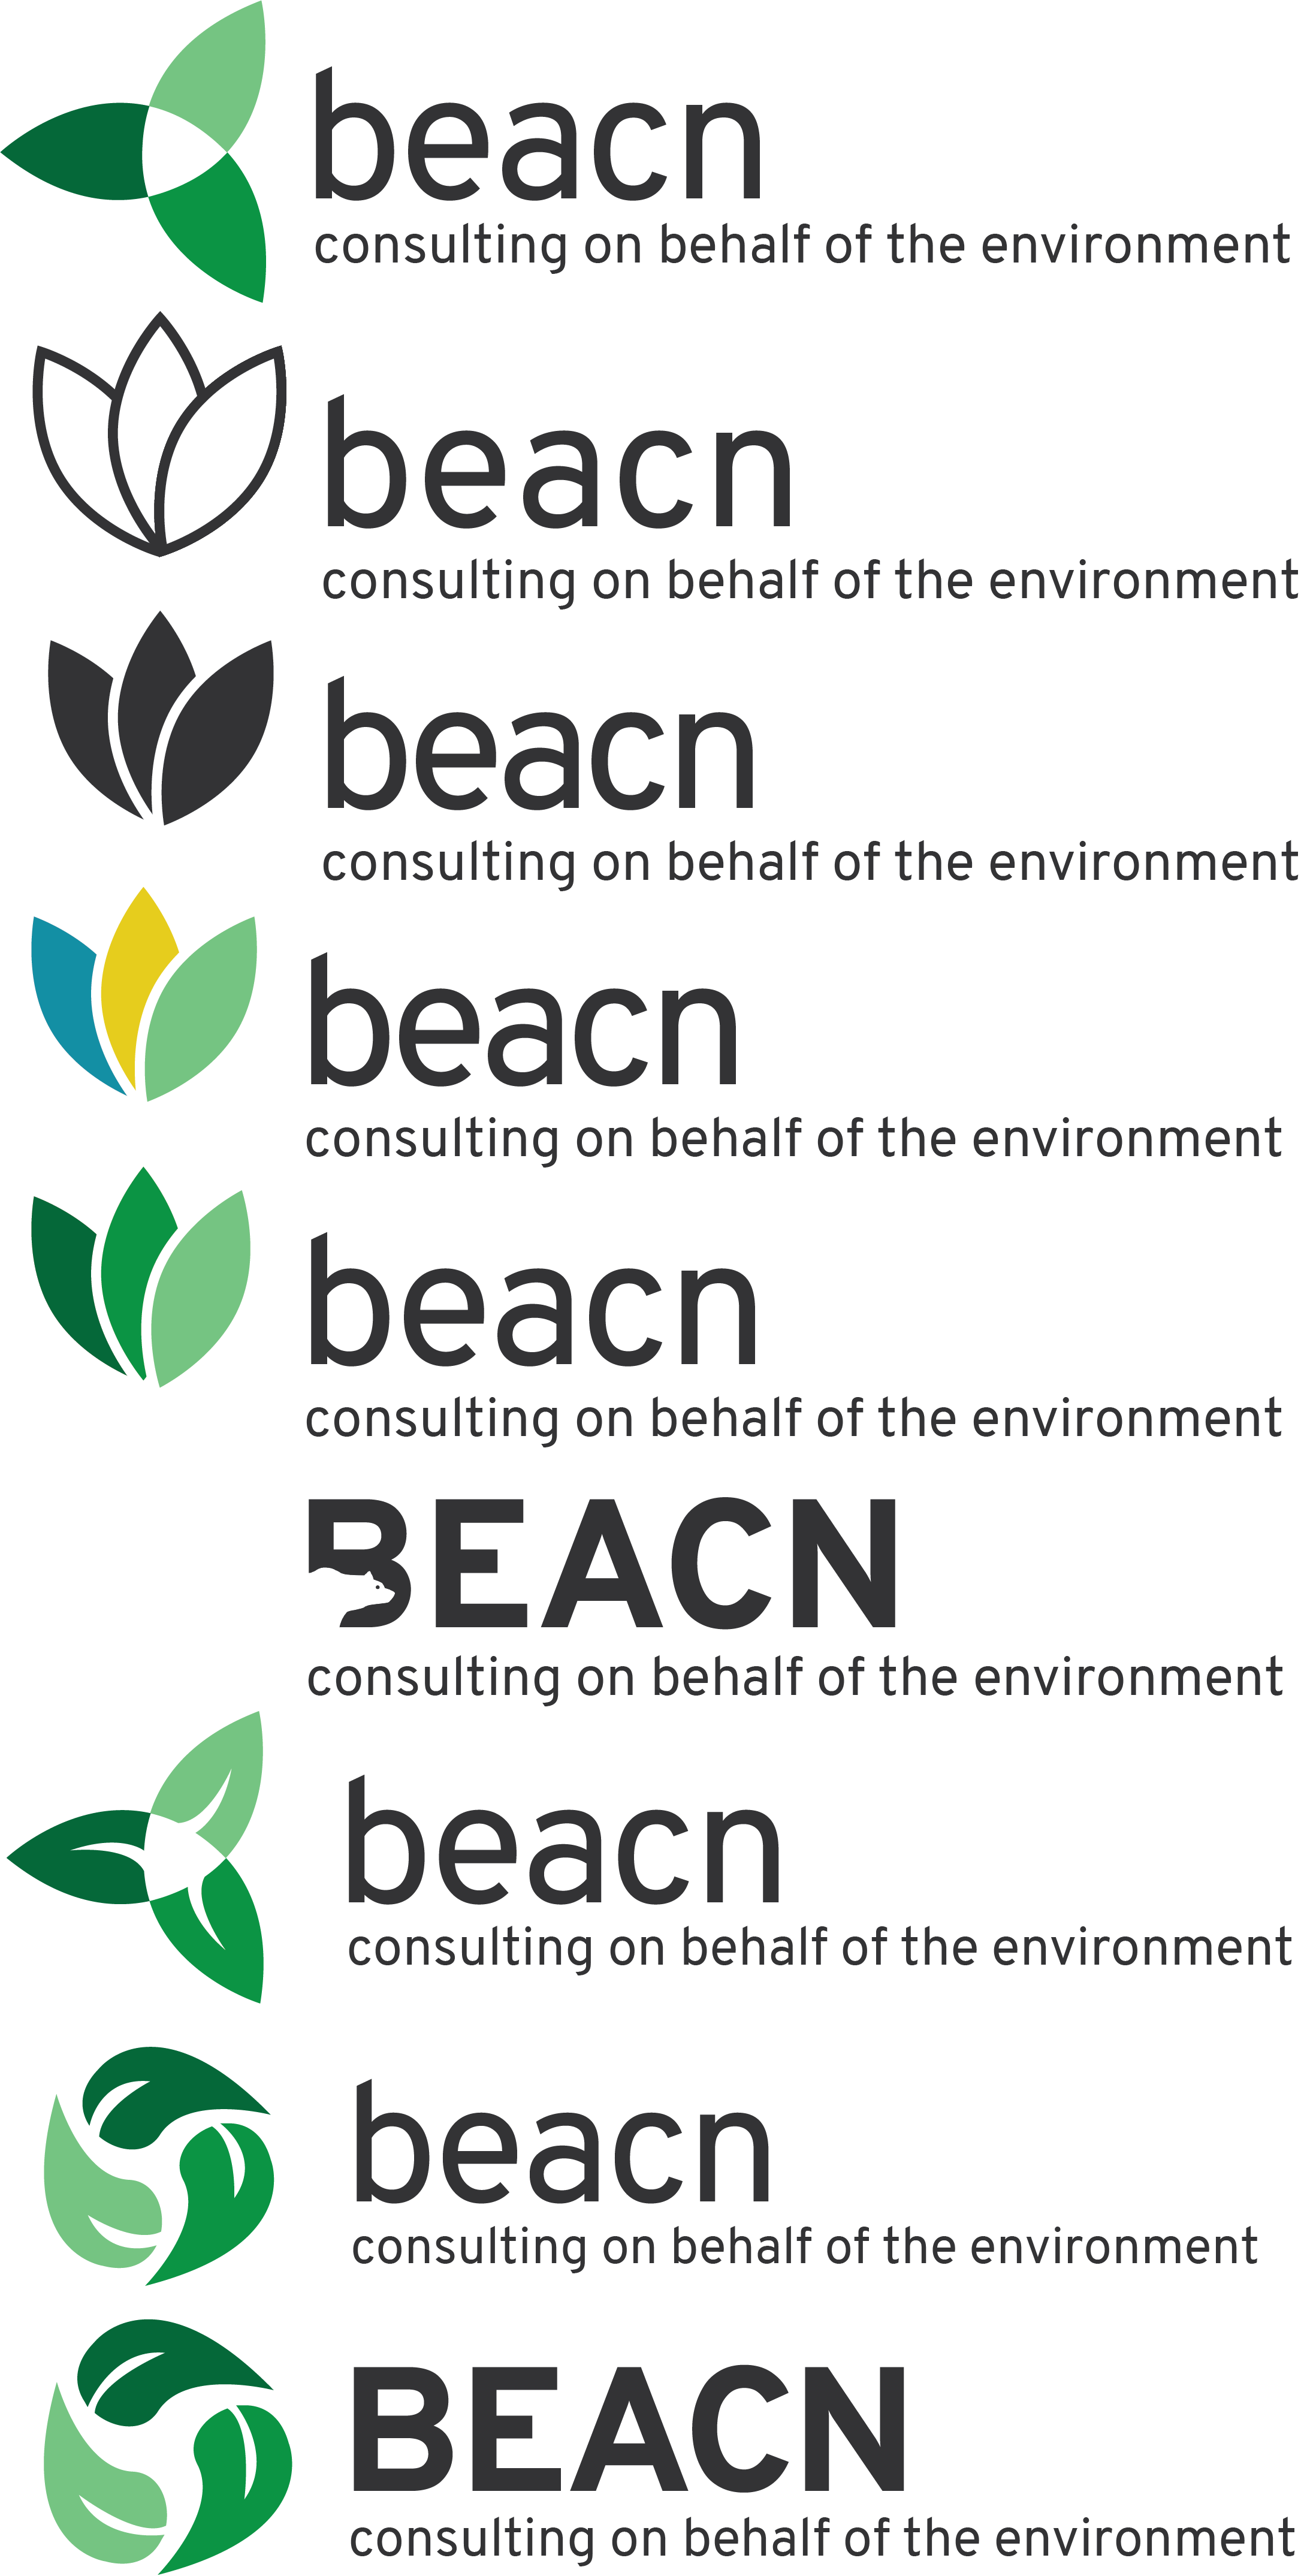 beacn
consulting on behalf of the environment
beacn
consulting on behalf of the environment
beacn
consulting on behalf of the environment
beacn
consulting on behalf of the environment
beacn
consulting on behalf of the environment
BEACN
consulting on behalf of the environment
beacn
consulting on behalf of the environment
beacn
consulting on behalf of the environment
BEACN
consulting on behalf of the environment